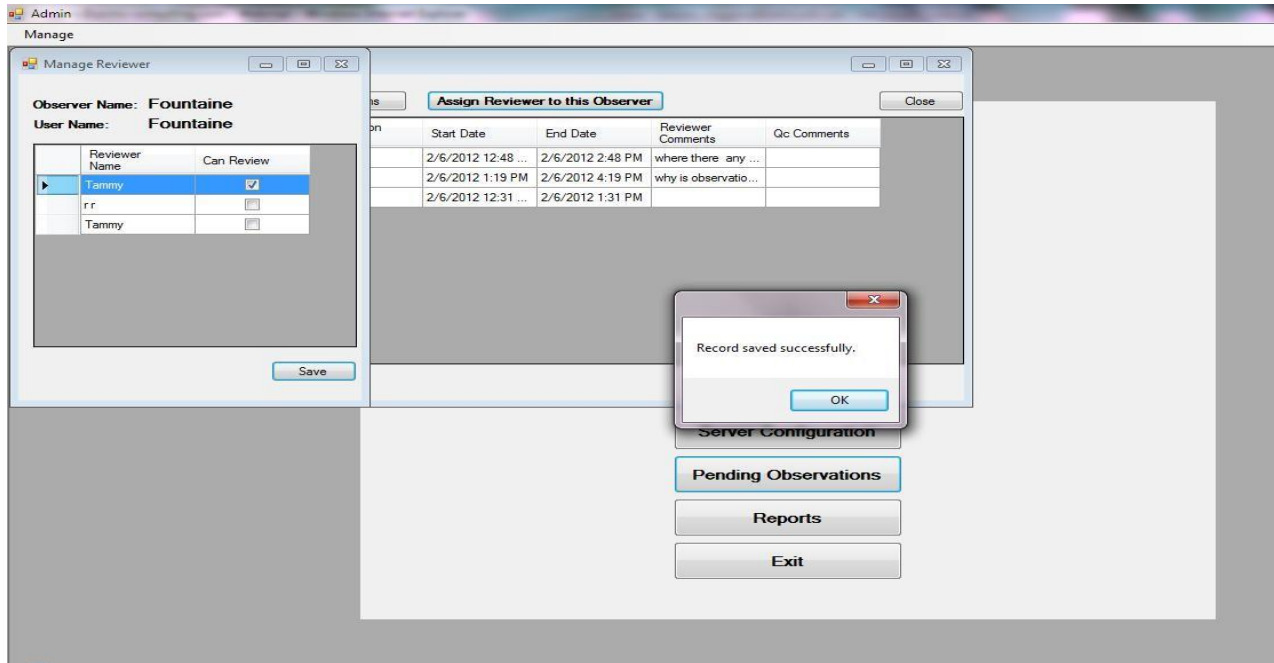 Admin
Manage
Manage Reviewer
Observer Name: Fountaine
User Name: Fountaine
Reviewer Name Can Review
Tammy
r r
Tammy
Save
Assign Reviewer to this Observer Close
Start Date End Date Reviewer Comments Qc Comments
2/6/2012 12:48 ... 2/6/2012 2:48 PM where there any ...
2/6/2012 1:19 PM 2/6/2012 4:19 PM why is observatio...
2/6/2012 12:31 ... 2/6/2012 1:31 PM
Record saved successfully.
OK
Server Configuration
Pending Observations
Reports
Exit